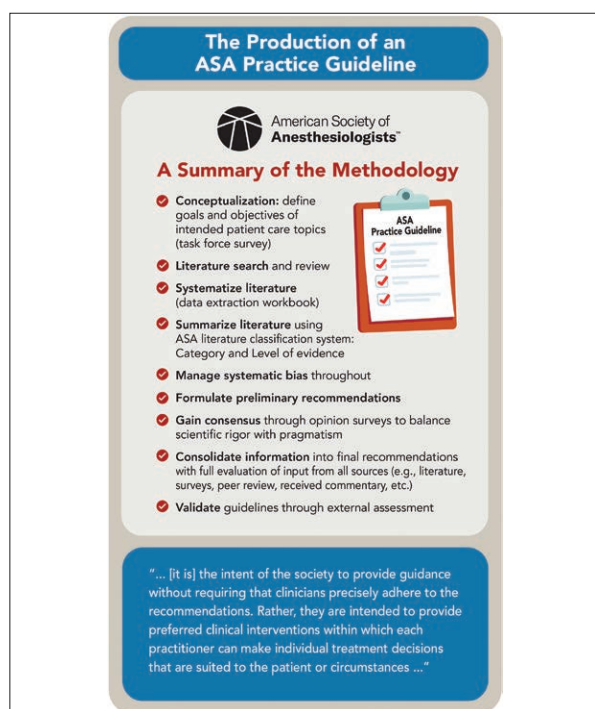 The Production of an
ASA Practice Guideline
American Society of
Anesthesiologists™
A Summary of the Methodology
Conceptualization: define
goals and objectives of
intended patient care topics
(task force survey)
ASA
Practice Guideline
Literature search and review
Systematize literature
(data extraction workbook)
Summarize literature using
ASA literature classification system:
Category and Level of evidence
Manage systematic bias throughout
Formulate preliminary recommendations
Gain consensus through opinion surveys to balance
scientific rigor with pragmatism
Consolidate information into final recommendations
with full evaluation of input from all sources (e.g., literature,
surveys, peer review, received commentary, etc.)
Validate guidelines through external assessment
"... [it is] the intent of the society to provide guidance
without requiring that clinicians precisely adhere to the
recommendations. Rather, they are intended to provide
preferred clinical interventions within which each
practitioner can make individual treatment decisions
that are suited to the patient or circumstances ..."